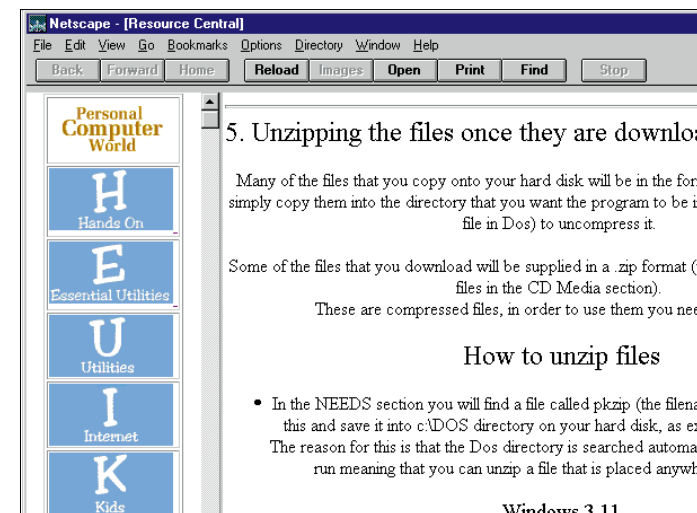 Netscape - [Resource Central]
File Edit View Go Bookmarks Options Directory Window Help
Back Forward Home Reload Images Open Print Find Stop
Personal
Computer
World
H
Hands On
E
Essential Utilities
U
Utilities
I
Internet
K
Kids
5. Unzipping the files once they are
Many of the files that you copy onto your hard disk will be in the
simply copy them into the directory that you want the program to be
file in Dos) to uncompress it.
Some of the files that you download will be supplied in a .zip format (
files in the CD Media section).
These are compressed files, in order to use them you
How to unzip files
• In the NEEDS section you will find a file called pkzip (the
this and save it into c:\DOS directory on your hard disk, as
The reason for this is that the Dos directory is searched
run meaning that you can unzip a file that is placed
Windows 3.11